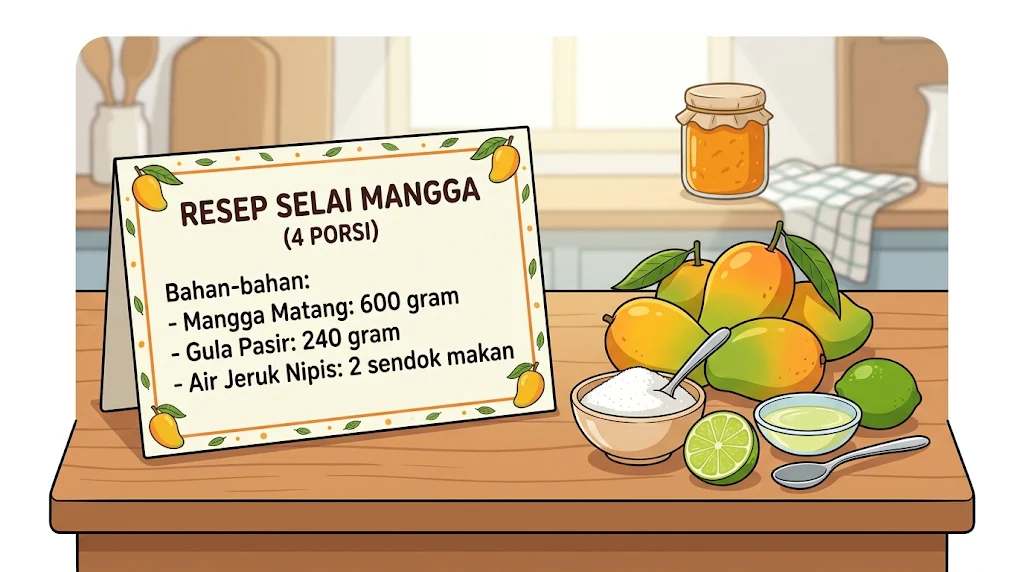 RESEP SELAI MANGGA
(4 PORSI)
Bahan-bahan:
- Mangga Matang: 600 gram
- Gula Pasir: 240 gram
- Air Jeruk Nipis: 2 sendok makan